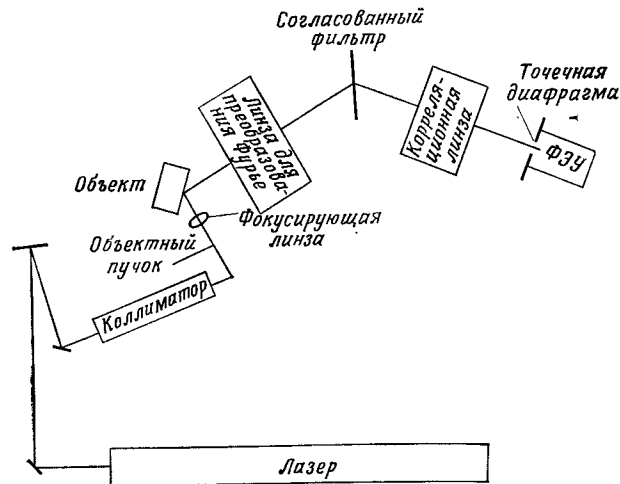 Согласованный
фильтр
Точечная
диафрагма
Линза для
преобразова-
ния Фурье
Корреля-
ционная
линза
ФЭУ
Объект
Фокусирующая
линза
Объектный
пучок
Коллиматор
Лазер